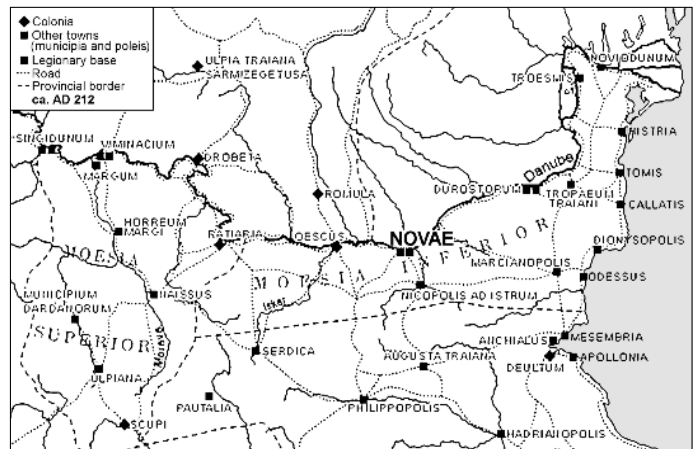 Colonia
Other towns
(municipia and poleis)
Legionary base
Road
Provincial border
ca. AD 212
ULPIA TRAIANA
SARMIZEGETUSA
NOVIODUNUM
TROESMIS
HISTRIA
SINGIDUNUM
VIMINACIUM
MARGUM
DROBETA
Danube
TOMIS
ROMULA
DUROSTORUM
TROPAEUM
TRAIANI
CALLATIS
HORREUM
MARGI
RATIARIA
OESCUS
NOVAE
DIONYSOPOLIS
MOESIA
SUPERIOR
MOESIA INFERIOR
MARCIANOPOLIS
ODESSUS
MUNICIPIUM
DARDANORUM
NAISSUS
Isker
NICOPOLIS AD ISTRUM
Morava
SERDICA
ANCHIALUS
MESEMBRIA
AUGUSTA TRAIANA
DEULTUM
APOLLONIA
ULPIANA
PAUTALIA
PHILIPPOPOLIS
SCUPI
HADRIANOPOLIS